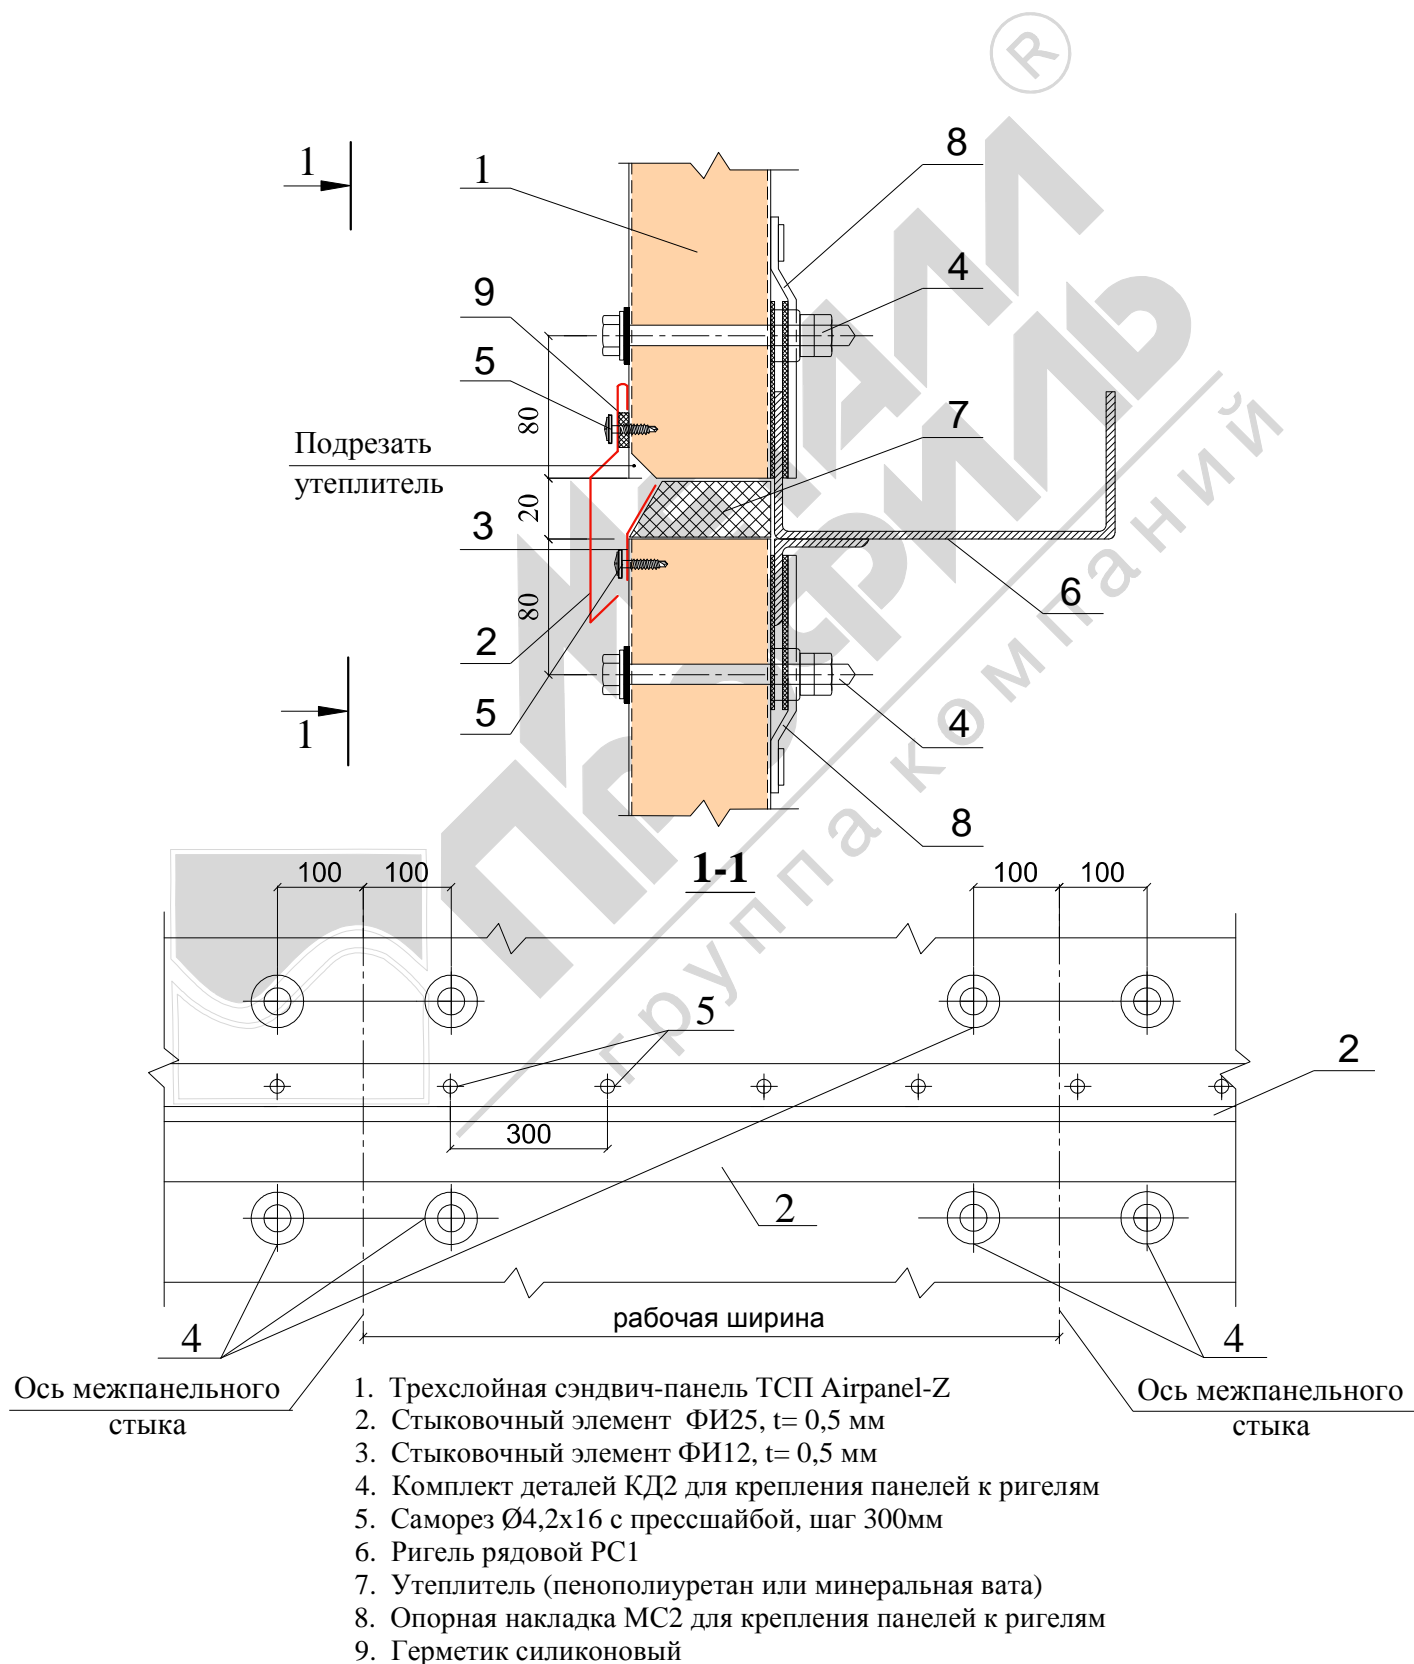 ®
1
1
8
4
9
5
80
7
Подрезать
утеплитель
20
3
6
80
2
5
4
1
8
1-1
100
100
100
100
5
2
300
2
рабочая ширина
4
4
Ось межпанельного
стыка
Ось межпанельного
стыка
1. Трехслойная сэндвич-панель ТСП Airpanel-Z
2. Стыковочный элемент ФИ25, t= 0,5 мм
3. Стыковочный элемент ФИ12, t= 0,5 мм
4. Комплект деталей КД2 для крепления панелей к ригелям
5. Саморез Ø4,2x16 с прессшайбой, шаг 300мм
6. Ригель рядовой РС1
7. Утеплитель (пенополиуретан или минеральная вата)
8. Опорная накладка МС2 для крепления панелей к ригелям
9. Герметик силиконовый
группа компаний